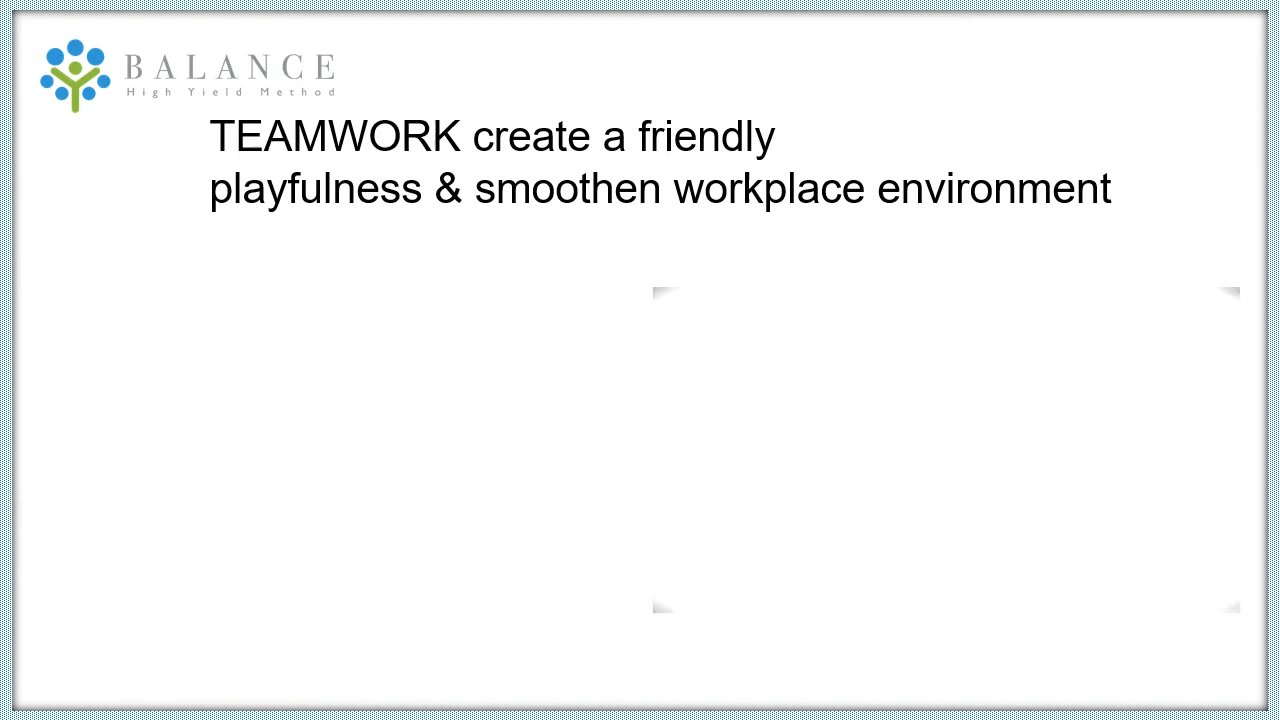 BALANCE
High Yield Method
TEAMWORK create a friendly
playfulness & smoothen workplace environment